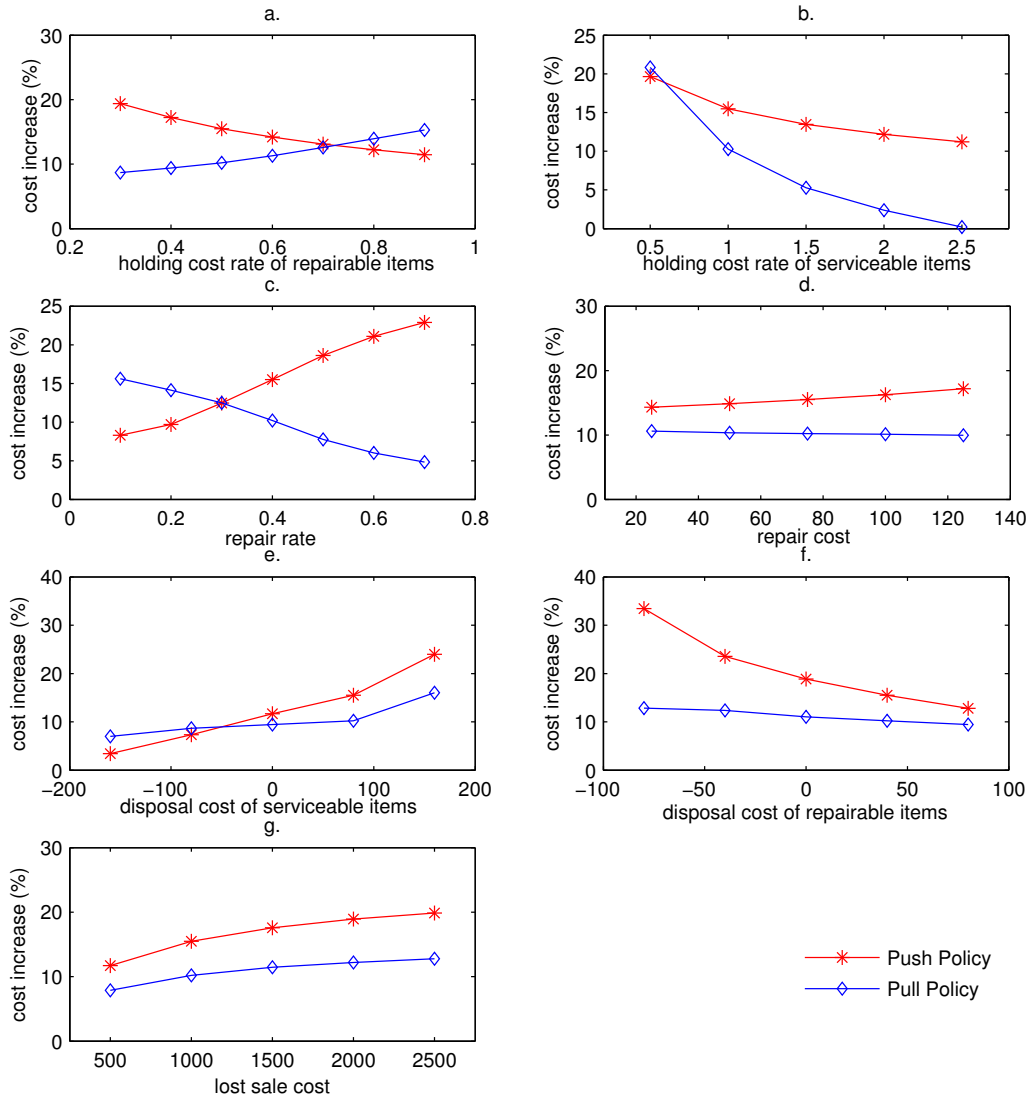 a.
cost increase (%)
30
20
10
0
0.2 0.4 0.6 0.8 1
holding cost rate of repairable items
b.
cost increase (%)
25
20
15
10
5
0
0.5 1 1.5 2 2.5
holding cost rate of serviceable items
c.
cost increase (%)
25
20
15
10
5
0
0 0.2 0.4 0.6 0.8
repair rate
d.
cost increase (%)
30
20
10
0
20 40 60 80 100 120 140
repair cost
e.
cost increase (%)
40
30
20
10
0
−200 −100 0 100 200
disposal cost of serviceable items
f.
cost increase (%)
40
30
20
10
0
−100 −50 0 50 100
disposal cost of repairable items
g.
cost increase (%)
30
20
10
0
500 1000 1500 2000 2500
lost sale cost
Push Policy
Pull Policy